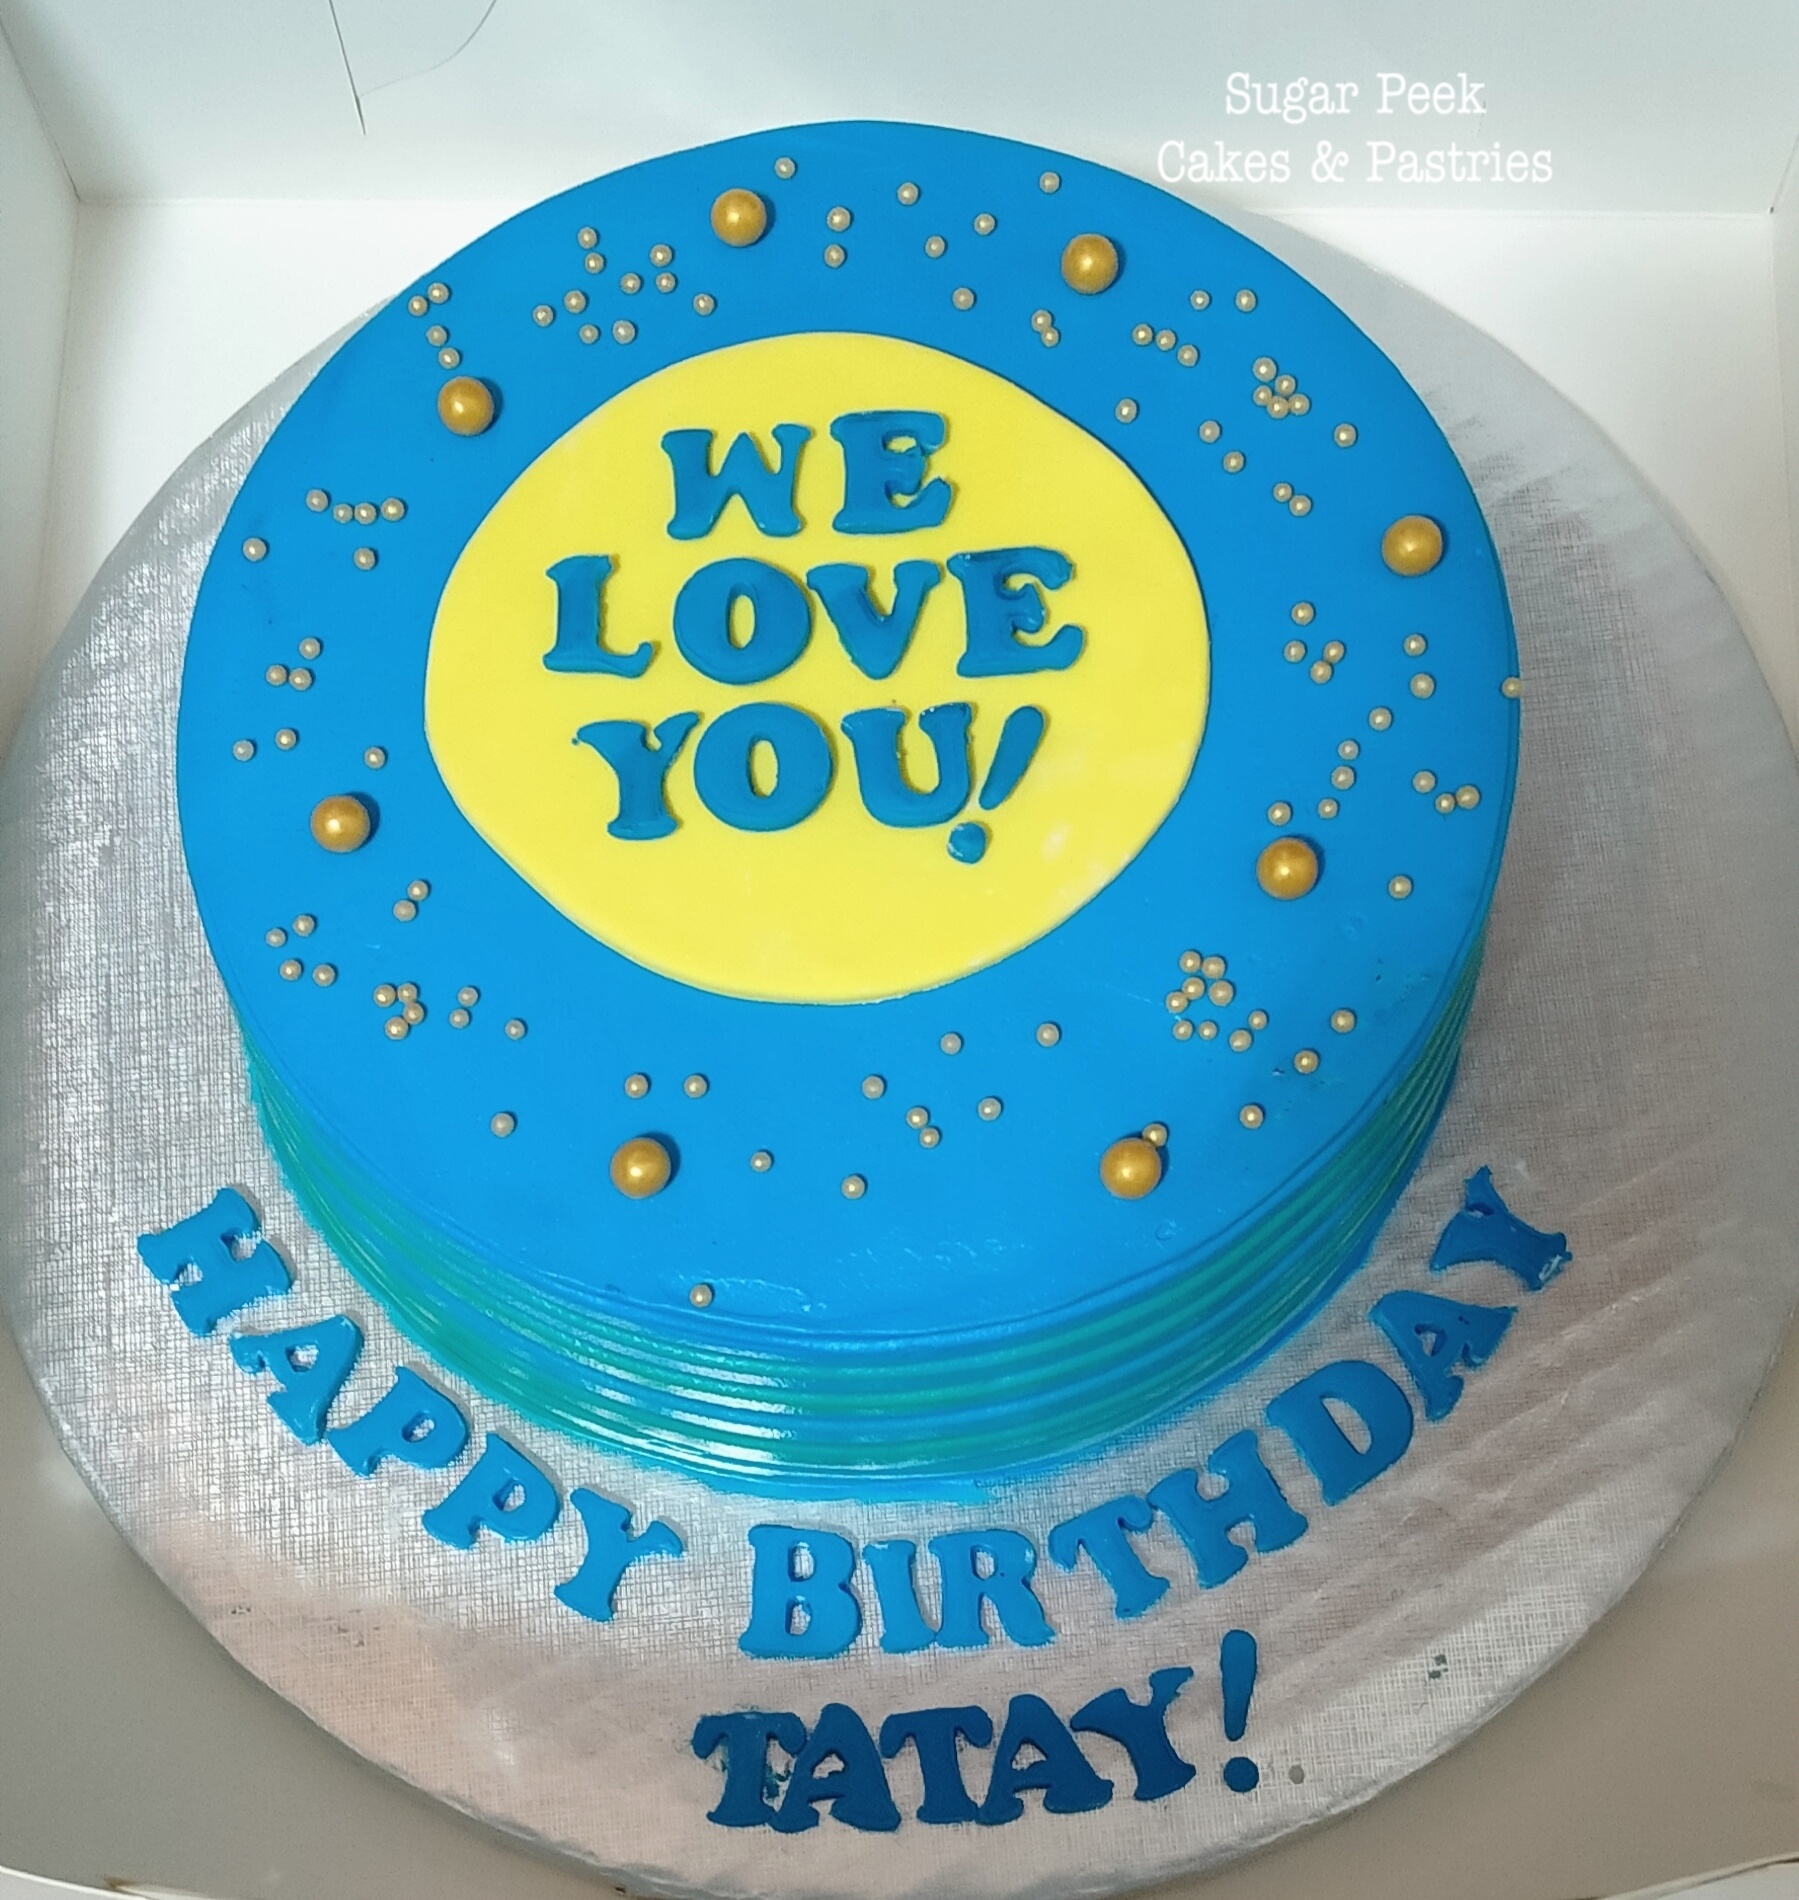 Sugar Peek
Cakes & Pastries
WE
LOVE
YOU!
HAPPY BIRTHDAY
TATAY!